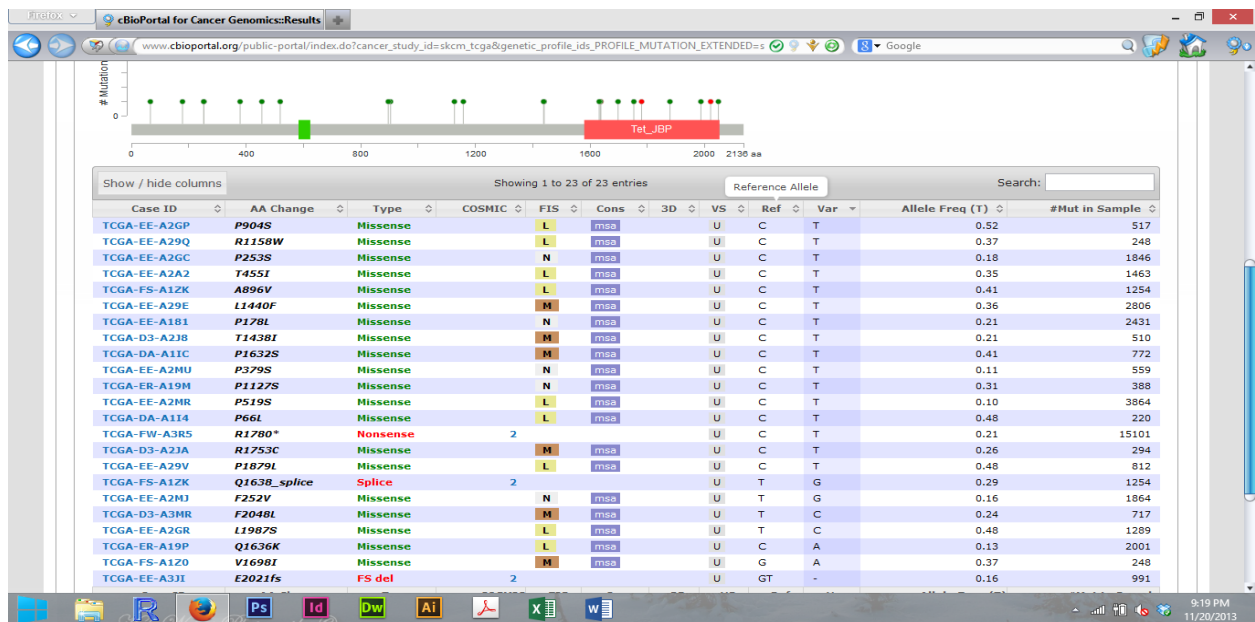 Firefox
cBioPortal for Cancer Genomics::Results
www.cbioportal.org/public-portal/index.do?cancer_study_id=skcm_tcga&genetic_profile_ids_PROFILE_MUTATION_EXTENDED=s Google
# Mutation
0
Tet_JBP
0 400 800 1200 1600 2000 2136 aa
Show / hide columns Showing 1 to 23 of 23 entries Search:
Reference Allele
Case ID AA Change Type COSMIC FIS Cons 3D VS Ref Var Allele Freq (T) #Mut in Sample
TCGA-EE-A2GP P904S Missense L msa U C T 0.52 517
TCGA-EE-A29Q R1158W Missense L msa U C T 0.37 248
TCGA-EE-A2GC P253S Missense N msa U C T 0.18 1846
TCGA-EE-A2A2 T455I Missense L msa U C T 0.35 1463
TCGA-FS-A1ZK A896V Missense L msa U C T 0.41 1254
TCGA-EE-A29E L1440F Missense M msa U C T 0.36 2806
TCGA-EE-A181 P178L Missense N msa U C T 0.21 2431
TCGA-D3-A2J8 T1438I Missense M msa U C T 0.21 510
TCGA-DA-A1IC P1632S Missense M msa U C T 0.41 772
TCGA-EE-A2MU P379S Missense N msa U C T 0.11 559
TCGA-ER-A19M P1127S Missense N msa U C T 0.31 388
TCGA-EE-A2MR P519S Missense L msa U C T 0.10 3864
TCGA-DA-A1I4 P66L Missense L msa U C T 0.48 220
TCGA-FW-A3R5 R1780* Nonsense 2 U C T 0.21 15101
TCGA-D3-A2JA R1753C Missense M msa U C T 0.26 294
TCGA-EE-A29V P1879L Missense L msa U C T 0.48 812
TCGA-FS-A1ZK Q1638_splice Splice 2 U T G 0.29 1254
TCGA-EE-A2MJ F252V Missense N msa U T G 0.16 1864
TCGA-D3-A3MR F2048L Missense M msa U T C 0.24 717
TCGA-EE-A2GR L1987S Missense L msa U T C 0.48 1289
TCGA-ER-A19P Q1636K Missense L msa U C A 0.13 2001
TCGA-FS-A1Z0 V1698I Missense M msa U G A 0.37 248
TCGA-EE-A3JI E2021fs FS del 2 U GT - 0.16 991
R Ps Id Dw Ai
9:19 PM
11/20/2013